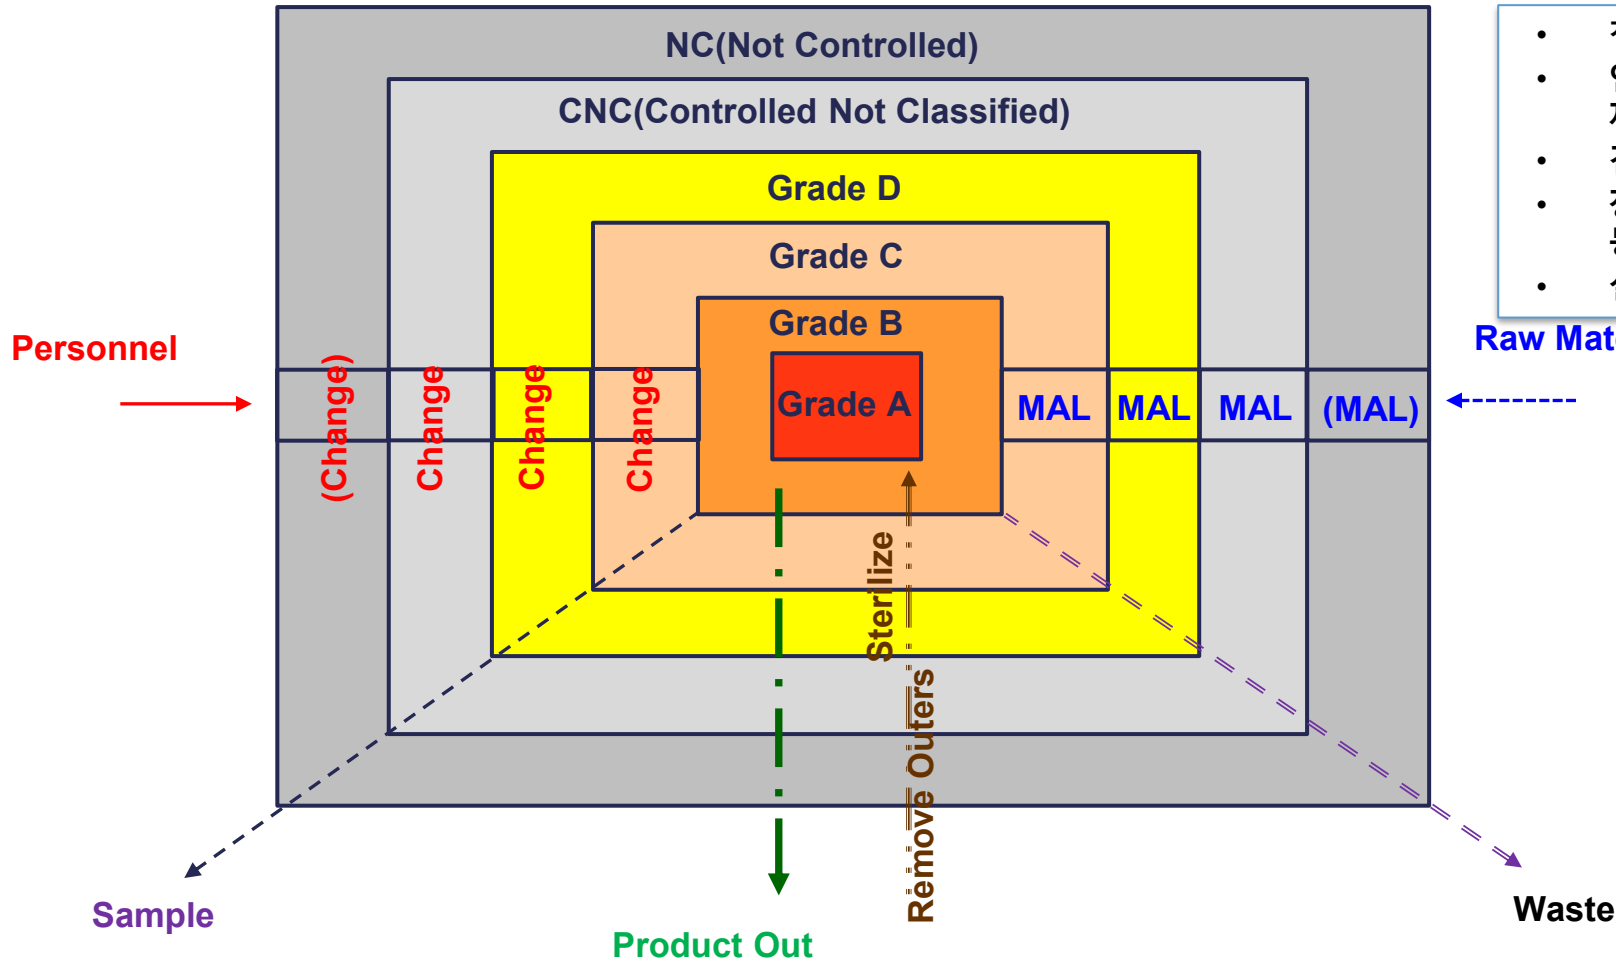 NC(Not Controlled)
CNC(Controlled Not Classified)
Grade D
Grade C
Grade B
Grade A
Personnel
(Change)
Change
Change
Change
MAL
MAL
MAL
(MAL)
Raw
Sterilize
Remove Outers
Sample
Product Out
Waste